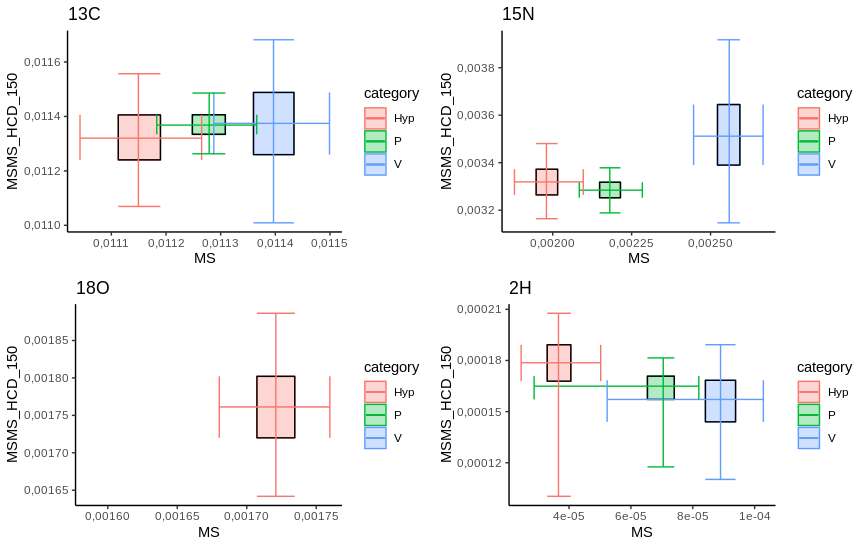 13C
MSMS_HCD_150
0,0116
0,0114
0,0112
0,0110
0,0111
0,0112
0,0113
0,0114
0,0115
MS
category
Hyp
P
V
15N
MSMS_HCD_150
0,0038
0,0036
0,0034
0,0032
0,00200
0,00225
0,00250
MS
category
Hyp
P
V
18O
MSMS_HCD_150
0,00185
0,00180
0,00175
0,00170
0,00165
0,00160
0,00165
0,00170
0,00175
MS
category
Hyp
P
V
2H
MSMS_HCD_150
0,00021
0,00018
0,00015
0,00012
4e-05
6e-05
8e-05
1e-04
MS
category
Hyp
P
V